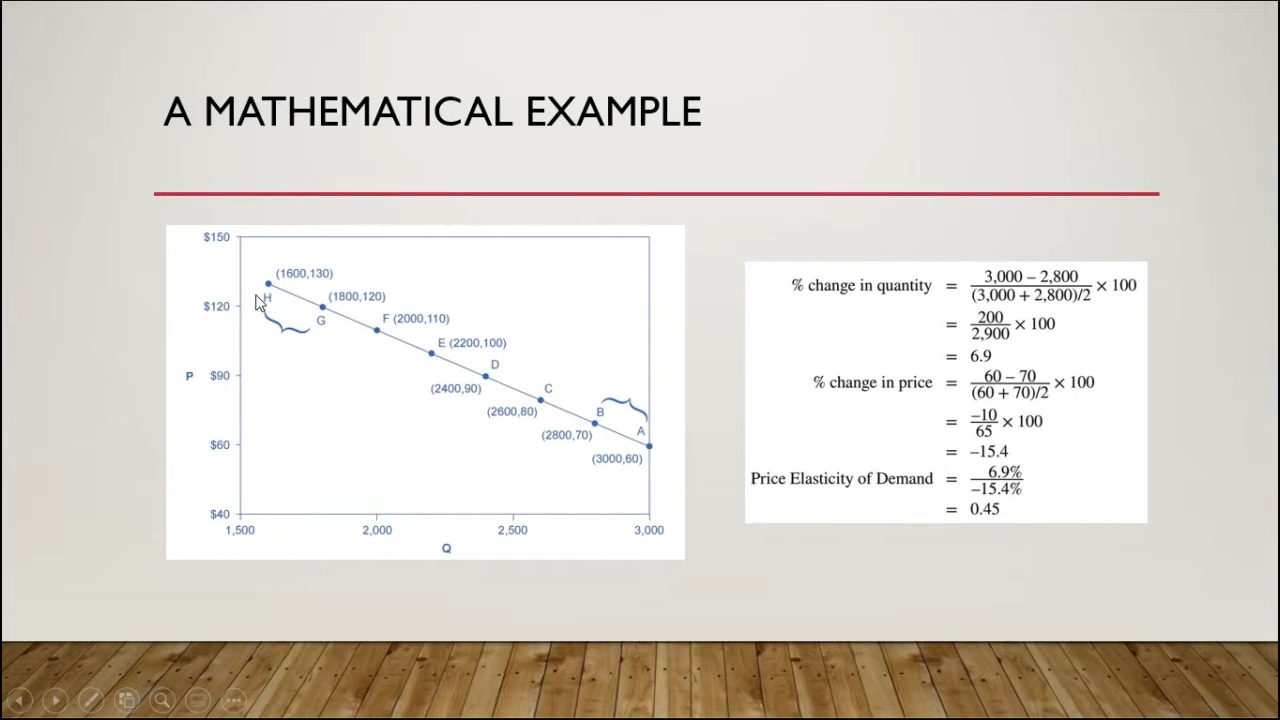 A MATHEMATICAL EXAMPLE
$150
(1600,130)
H
(1800,120)
$120
G
F (2000,110)
E (2200,100)
D
P
$90
(2400,90)
C
(2600,80)
B
(2800,70)
A
$60
(3000,60)
$40
1,500
2,000
2,500
3,000
Q
% change in quantity = 3,000 – 2,800 / (3,000 + 2,800)/2 × 100
= 200 / 2,900 × 100
= 6.9
% change in price = 60 – 70 / (60 + 70)/2 × 100
= –10 / 65 × 100
= –15.4
Price Elasticity of Demand = 6.9% / –15.4%
= 0.45